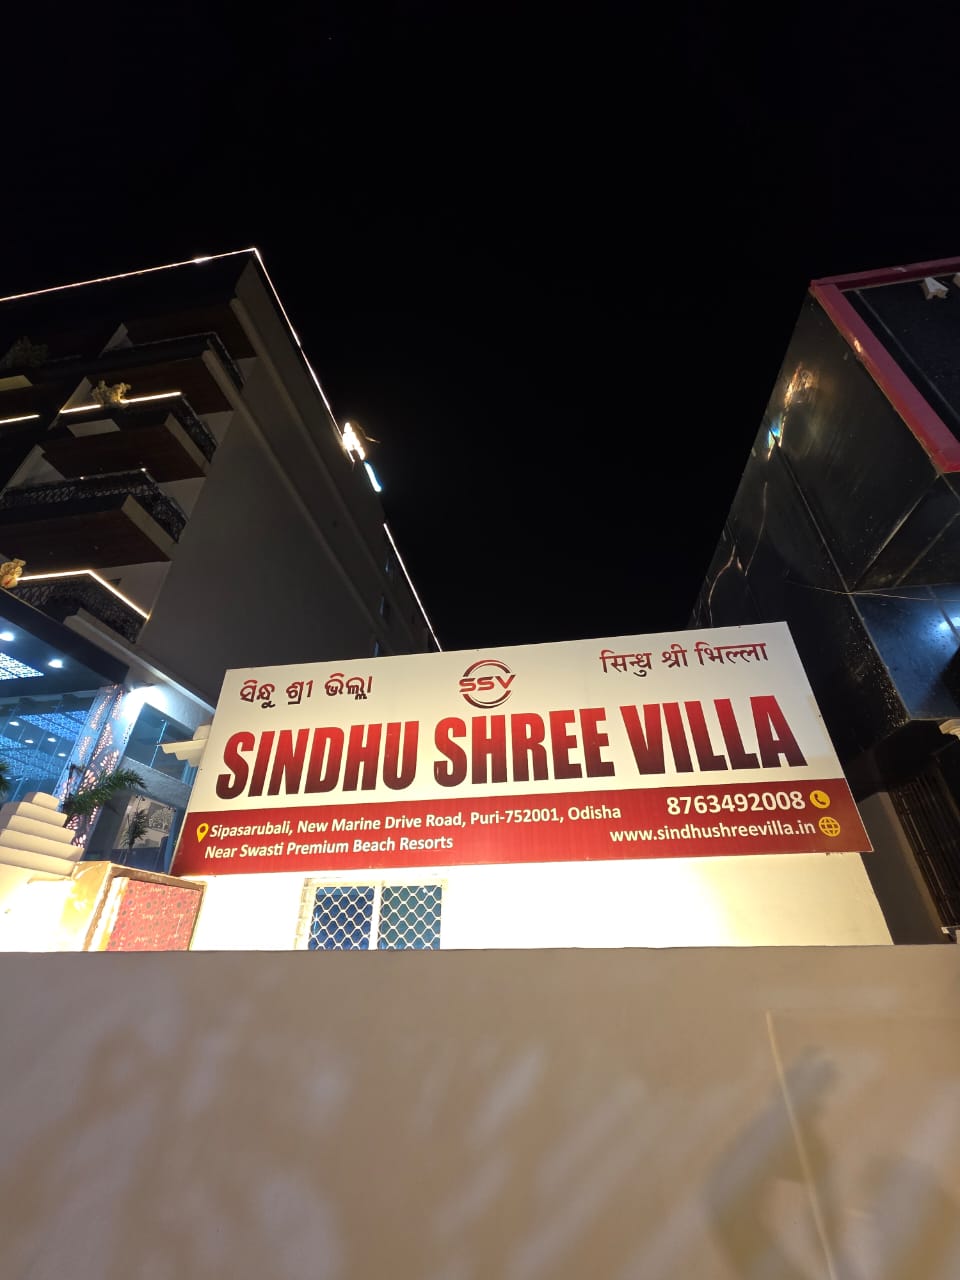 ସିନ୍ଧୁ ଶ୍ରୀ ଭିଲ୍ଲା
SSV
सिन्धु श्री भिल्ला
SINDHU SHREE VILLA
Sipasarubali, New Marine Drive Road, Puri-752001, Odisha
Near Swasti Premium Beach Resorts
8763492008
www.sindhushreevilla.in